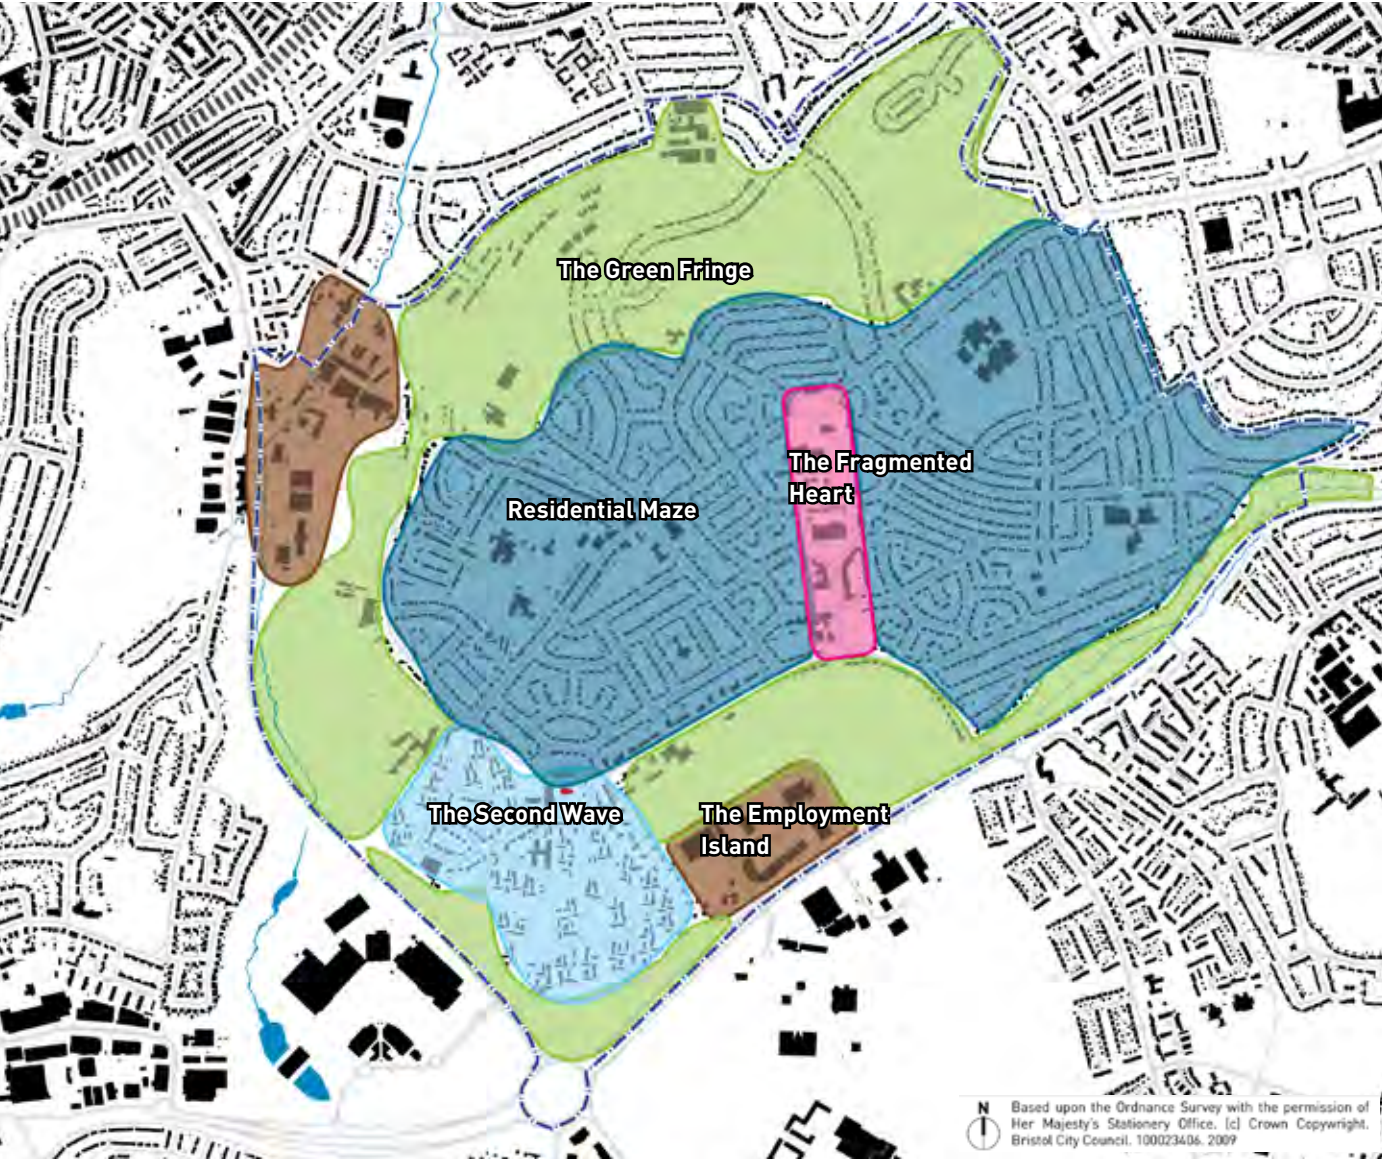 The Green Fringe
The Fragmented
Heart
Residential Maze
The Second Wave
The Employment
Island
N
Based upon the Ordnance Survey with the permission of
Her Majesty's Stationery Office. (c) Crown Copyright.
Bristol City Council. 100023406. 2009